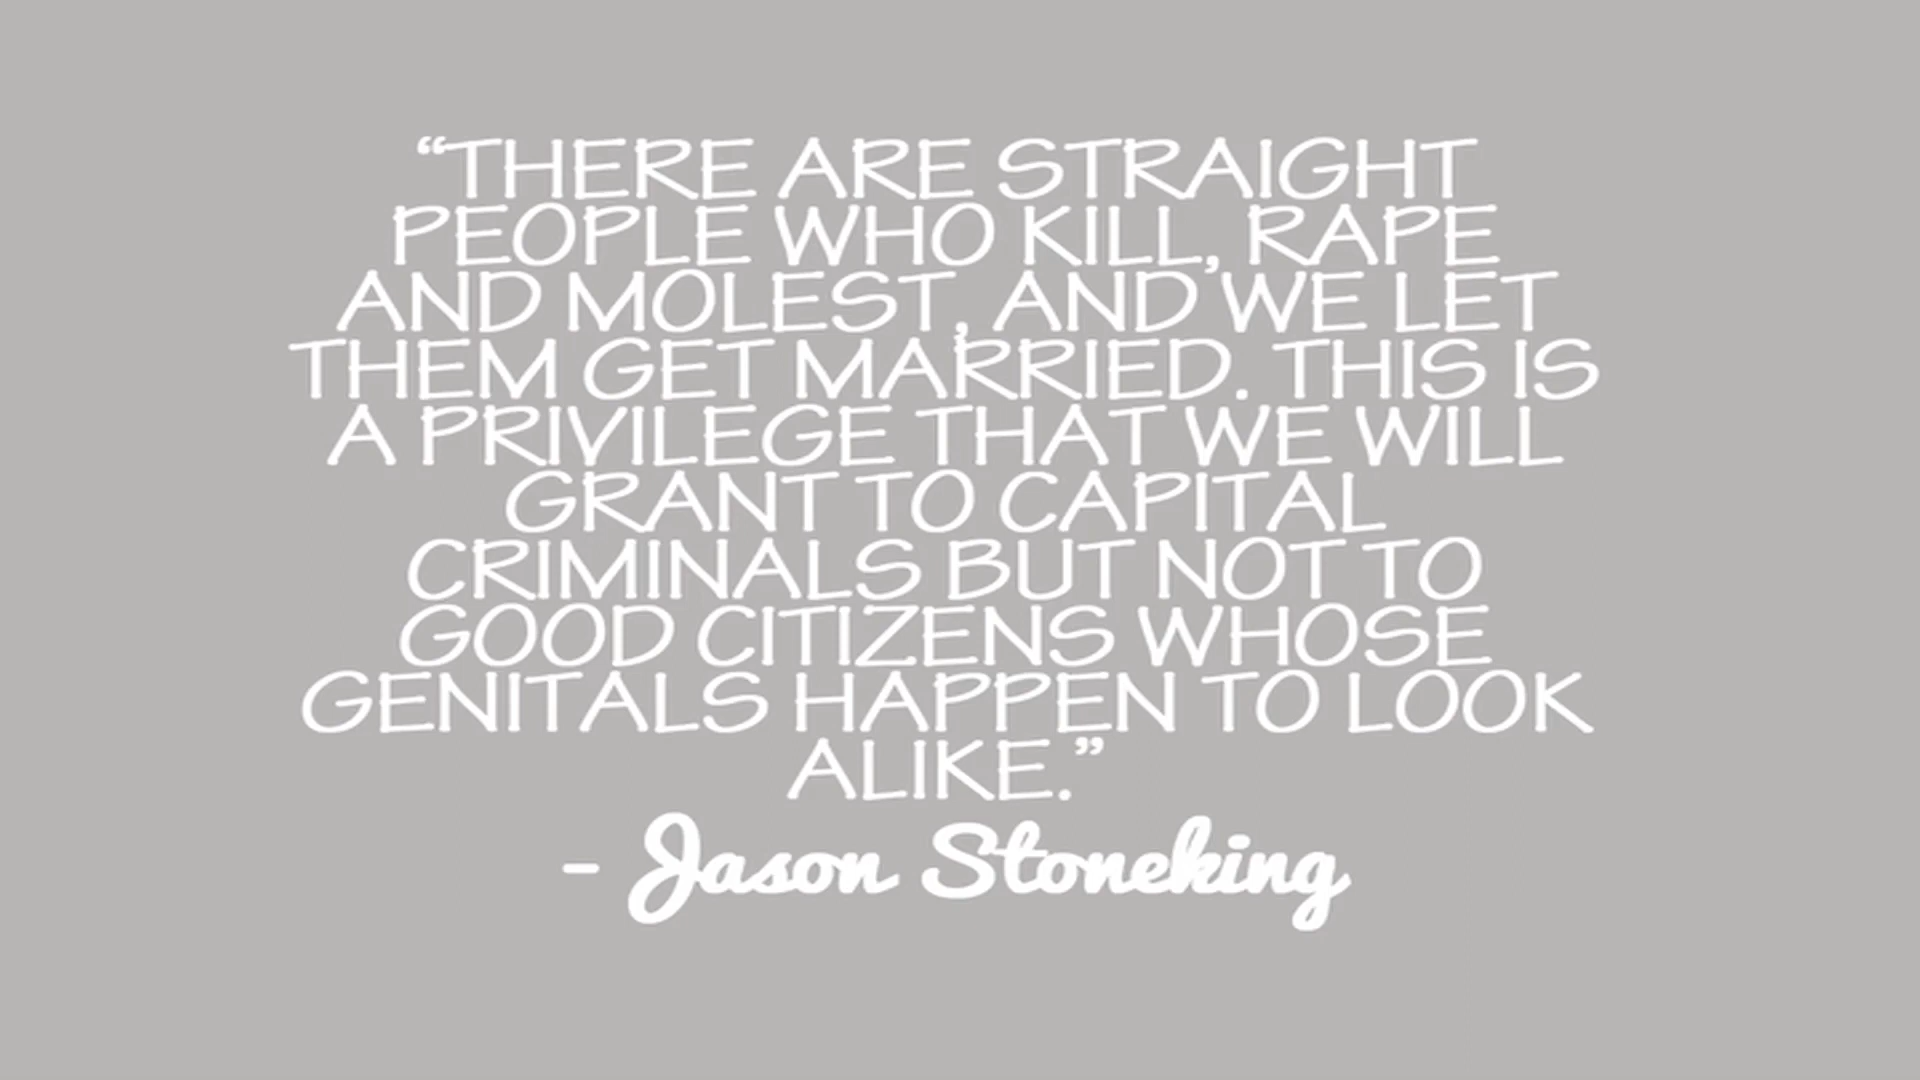 “THERE ARE STRAIGHT
PEOPLE WHO KILL, RAPE
AND MOLEST, AND WE LET
THEM GET MARRIED. THIS IS
A PRIVILEGE THAT WE WILL
GRANT TO CAPITAL
CRIMINALS BUT NOT TO
GOOD CITIZENS WHOSE
GENITALS HAPPEN TO LOOK
ALIKE.”
- Jason Stoneking